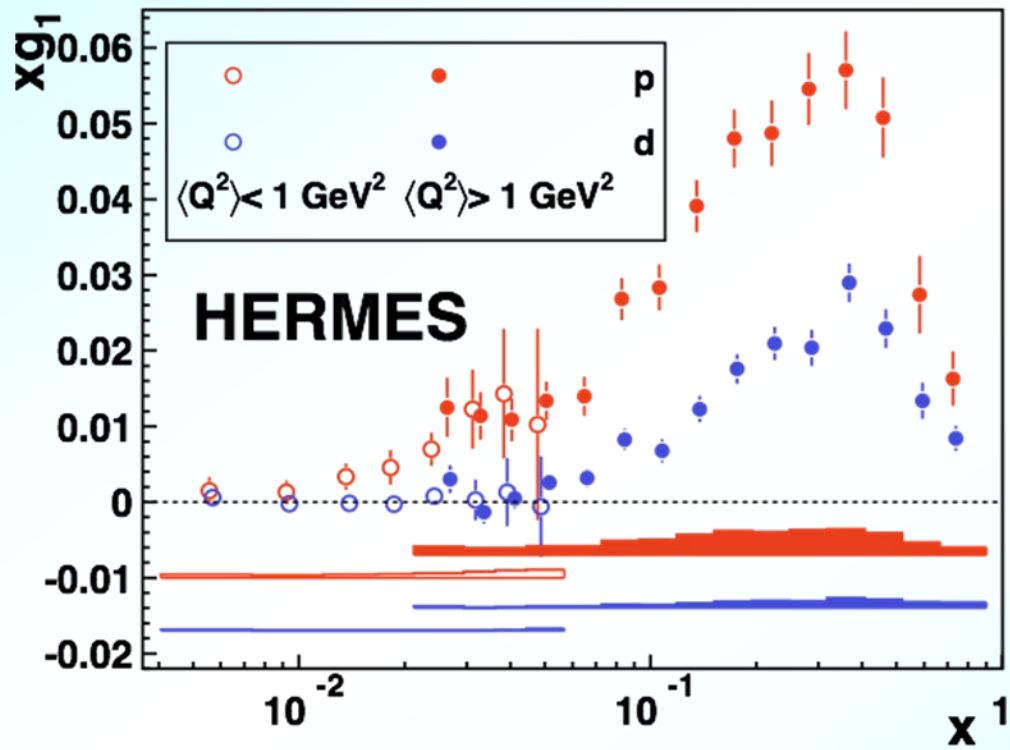 xg1
0.06
0.05
0.04
0.03
0.02
0.01
0
-0.01
-0.02
p
d
⟨Q²⟩< 1 GeV² ⟨Q²⟩> 1 GeV²
HERMES
10⁻² 10⁻¹ 1
x